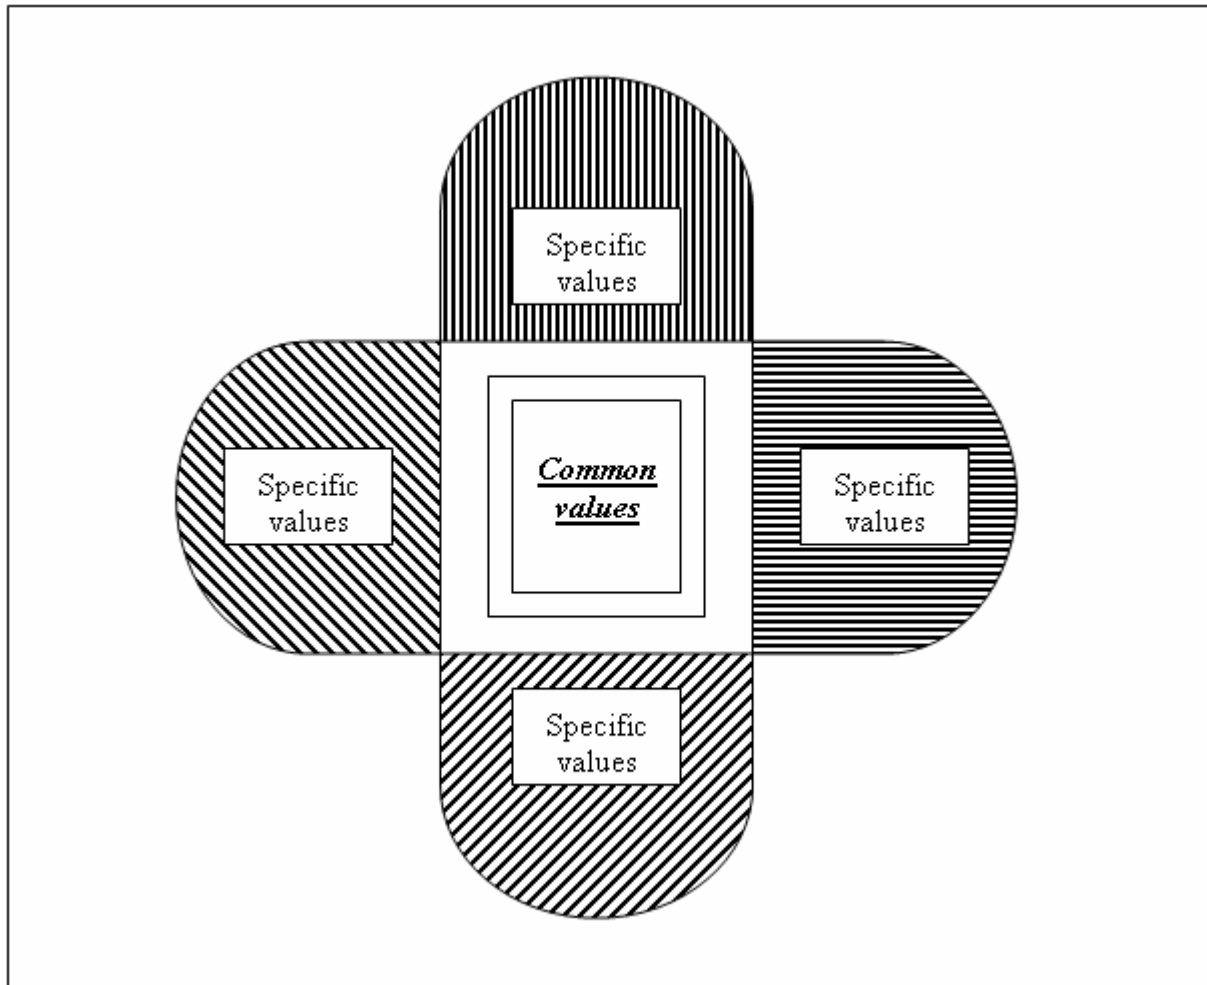 Specific
values
Specific
values
Common
values
Specific
values
Specific
values